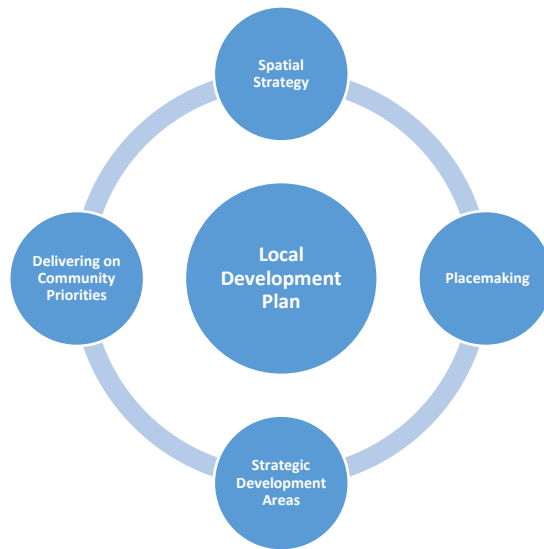 Spatial
Strategy
Delivering on
Community
Priorities
Local
Development
Plan
Placemaking
Strategic
Development
Areas